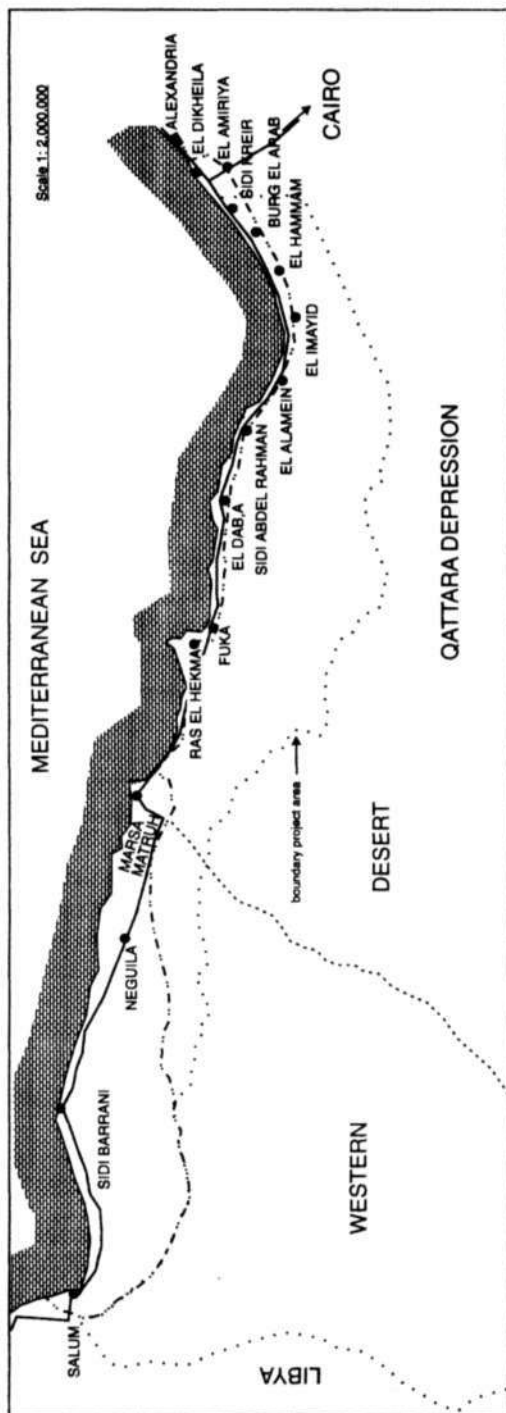 Scale 1: 2.000.000
MEDITERRANEAN SEA
ALEXANDRIA
EL DIKHEILA
EL AMIRIYA
SIDI KREIR
BURG EL ARAB
CAIRO
EL HAMMÁM
EL IMAYID
EL ALAMEIN
SIDI ABDEL RAHMAN
EL DAB,A
FUKA
RAS EL HEKMA
MARSA
MATRUH
NEGUILA
SIDI BARRANI
SALUM
LIBYA
WESTERN
DESERT
boundary project area
QATTARA DEPRESSION